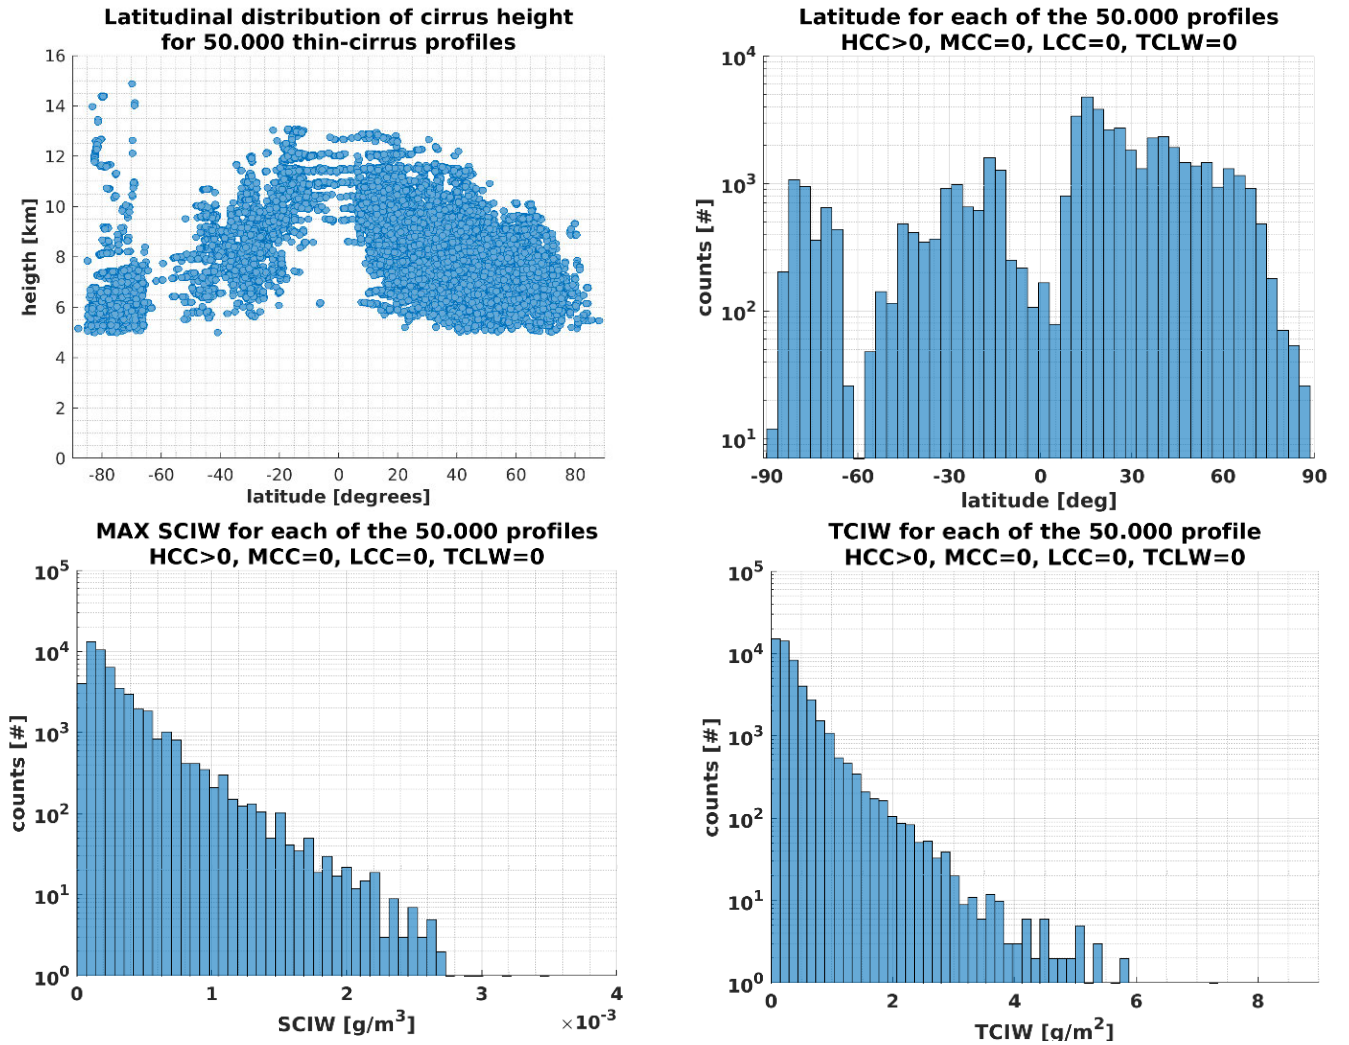 Latitudinal distribution of cirrus height
for 50.000 thin-cirrus profiles
16
14
12
10
8
6
4
2
0
heigth [km]
-80 -60 -40 -20 0 20 40 60 80
latitude [degrees]
Latitude for each of the 50.000 profiles
HCC>0, MCC=0, LCC=0, TCLW=0
10^4
10^3
10^2
10^1
counts [#]
-90 -60 -30 0 30 60 90
latitude [deg]
MAX SCIW for each of the 50.000 profiles
HCC>0, MCC=0, LCC=0, TCLW=0
10^5
10^4
10^3
10^2
10^1
10^0
counts [#]
0 1 2 3 4
×10^-3
SCIW [g/m^3]
TCIW for each of the 50.000 profile
HCC>0, MCC=0, LCC=0, TCLW=0
10^5
10^4
10^3
10^2
10^1
10^0
counts [#]
0 2 4 6 8
TCIW [g/m^2]